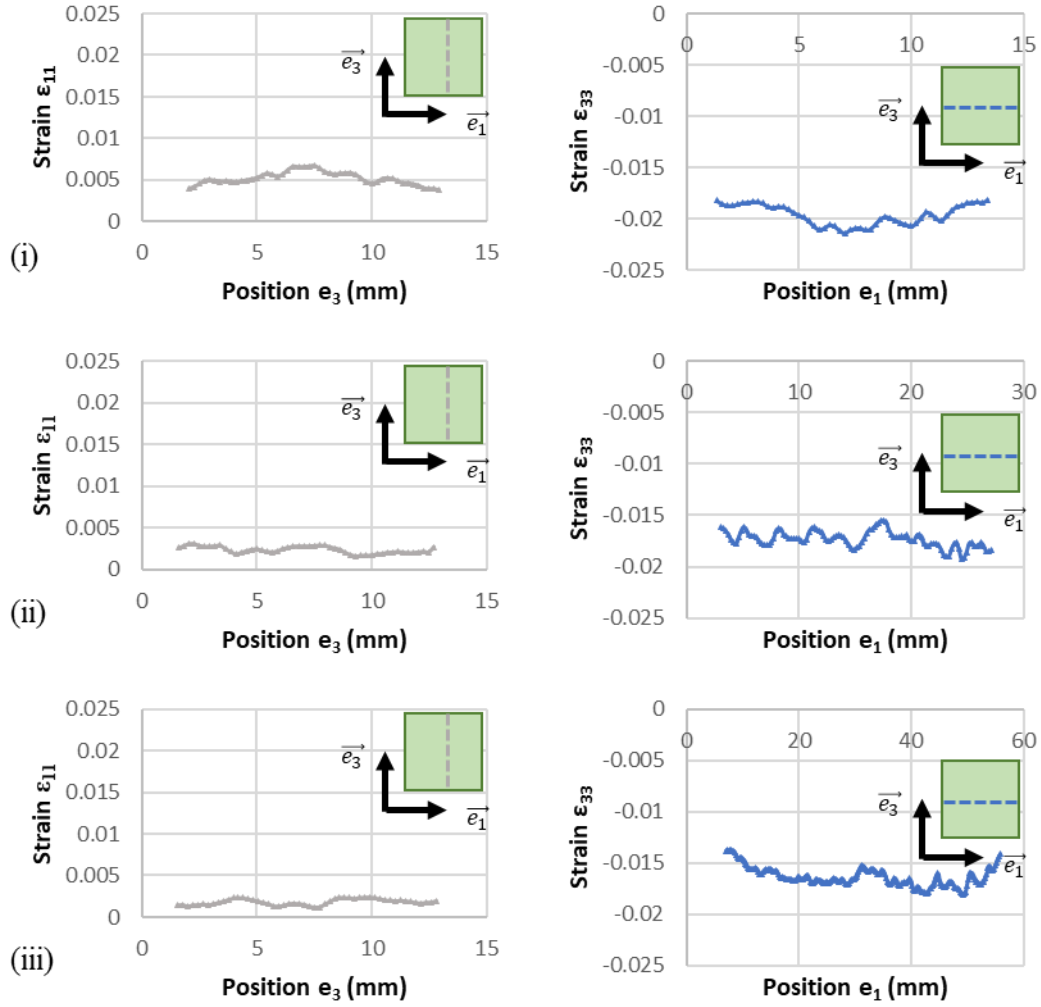 0.025
0.02
0.015
0.01
0.005
0
0 5 10 15
Strain ε₁₁
Position e₃ (mm)
e₃
e₁
0
-0.005
-0.01
-0.015
-0.02
-0.025
0 5 10 15
Strain ε₃₃
Position e₁ (mm)
e₃
e₁
(i)
0.025
0.02
0.015
0.01
0.005
0
0 5 10 15
Strain ε₁₁
Position e₃ (mm)
e₃
e₁
0
-0.005
-0.01
-0.015
-0.02
-0.025
0 10 20 30
Strain ε₃₃
Position e₁ (mm)
e₃
e₁
(ii)
0.025
0.02
0.015
0.01
0.005
0
0 5 10 15
Strain ε₁₁
Position e₃ (mm)
e₃
e₁
0
-0.005
-0.01
-0.015
-0.02
-0.025
0 20 40 60
Strain ε₃₃
Position e₁ (mm)
e₃
e₁
(iii)